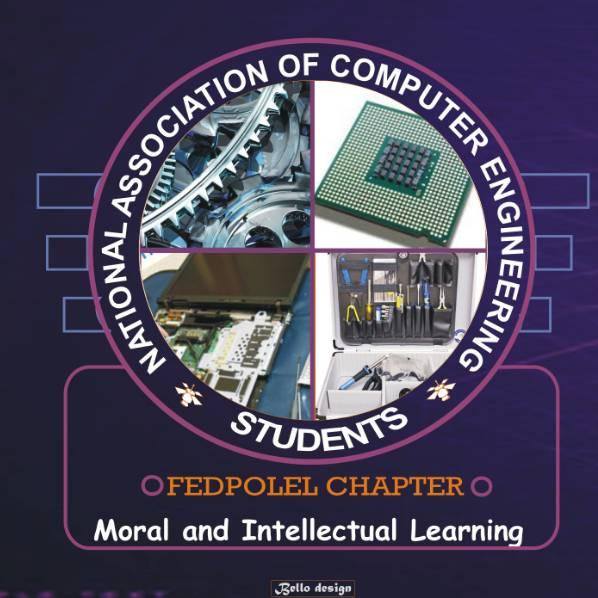 NATIONAL ASSOCIATION OF COMPUTER ENGINEERING
STUDENTS
FEDPOLEL CHAPTER
Moral and Intellectual Learning
Bello design